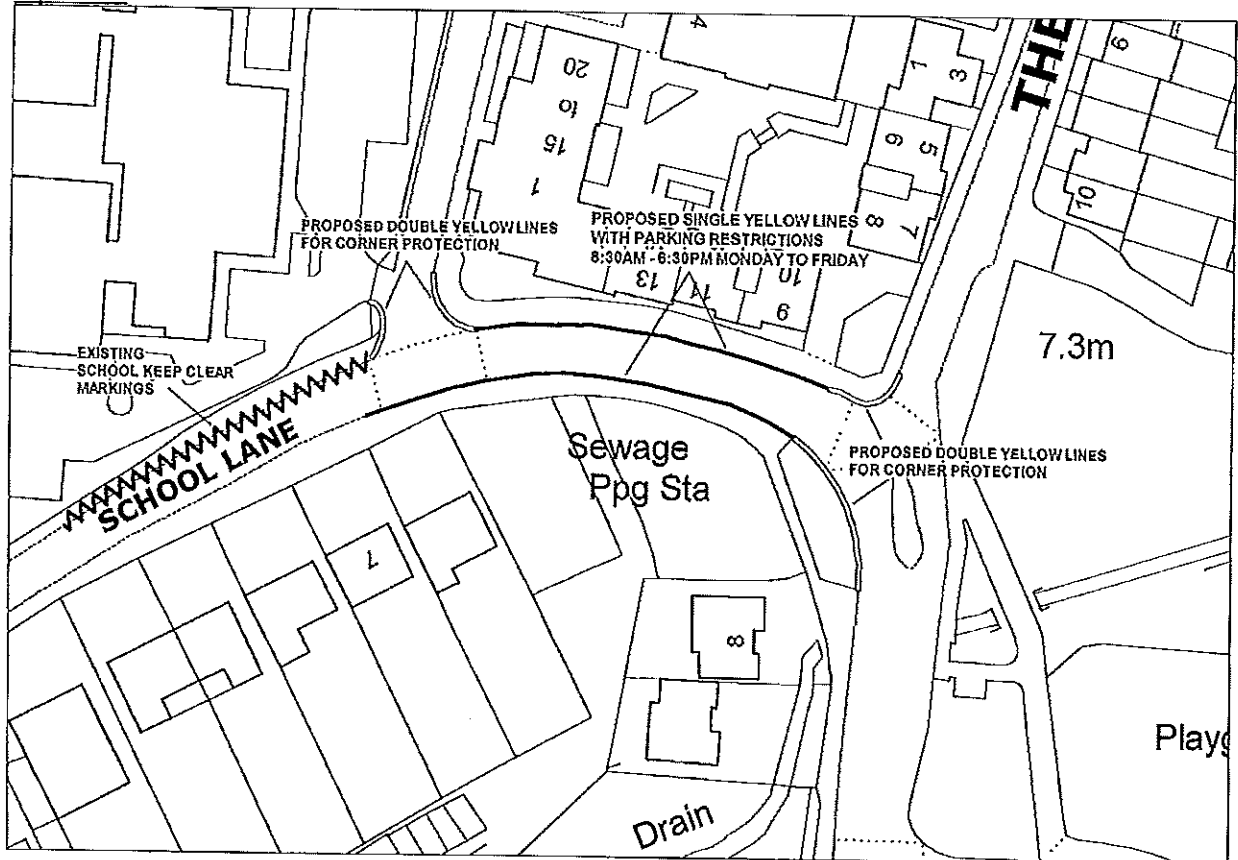 4
THE
6
1
3
20
to
15
1
6
5
8
7
10
PROPOSED DOUBLE YELLOW LINES
FOR CORNER PROTECTION
PROPOSED SINGLE YELLOW LINES
WITH PARKING RESTRICTIONS
8:30AM - 6:30PM MONDAY TO FRIDAY
13
11
10
9
7.3m
EXISTING
SCHOOL KEEP CLEAR
MARKINGS
SCHOOL LANE
Sewage
Ppg Sta
PROPOSED DOUBLE YELLOW LINES
FOR CORNER PROTECTION
7
8
Playg
Drain